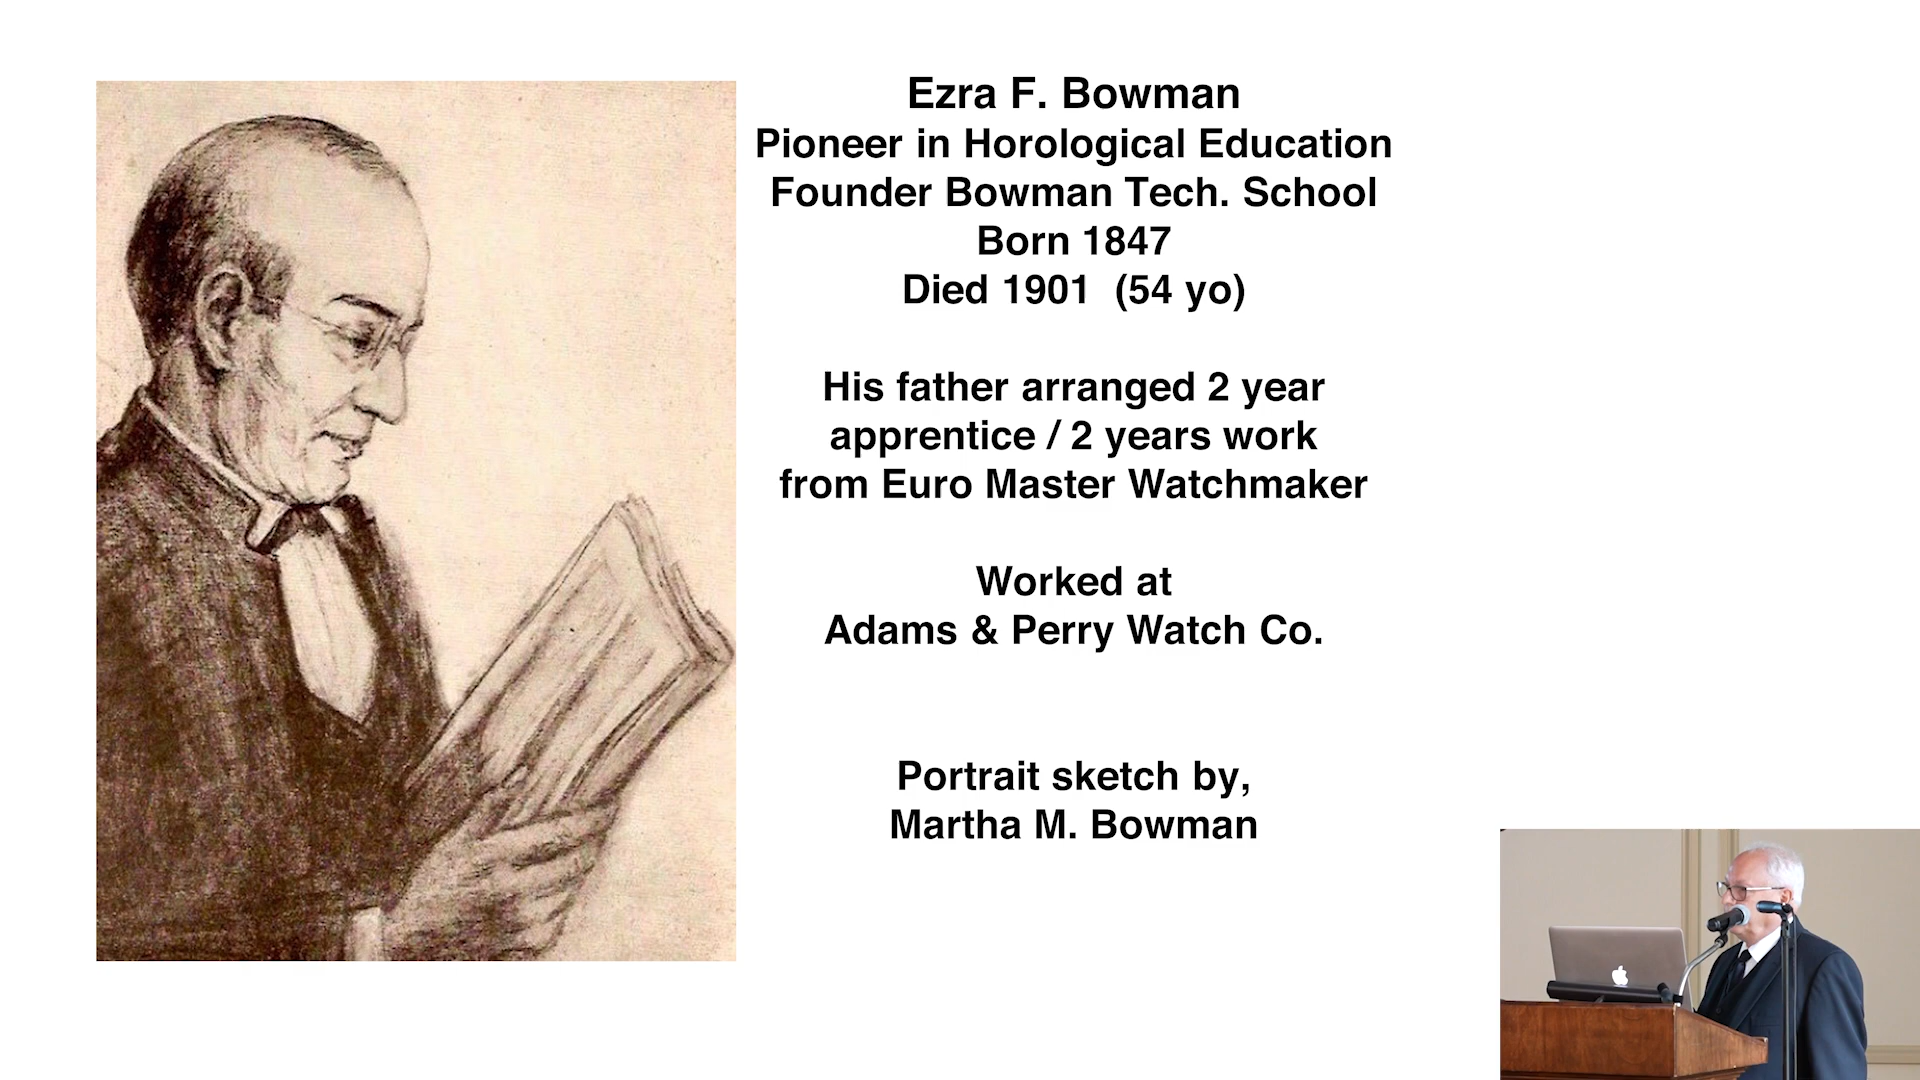 Ezra F. Bowman
Pioneer in Horological Education
Founder Bowman Tech. School
Born 1847
Died 1901 (54 yo)
His father arranged 2 year
apprentice / 2 years work
from Euro Master Watchmaker
Worked at
Adams & Perry Watch Co.
Portrait sketch by,
Martha M. Bowman